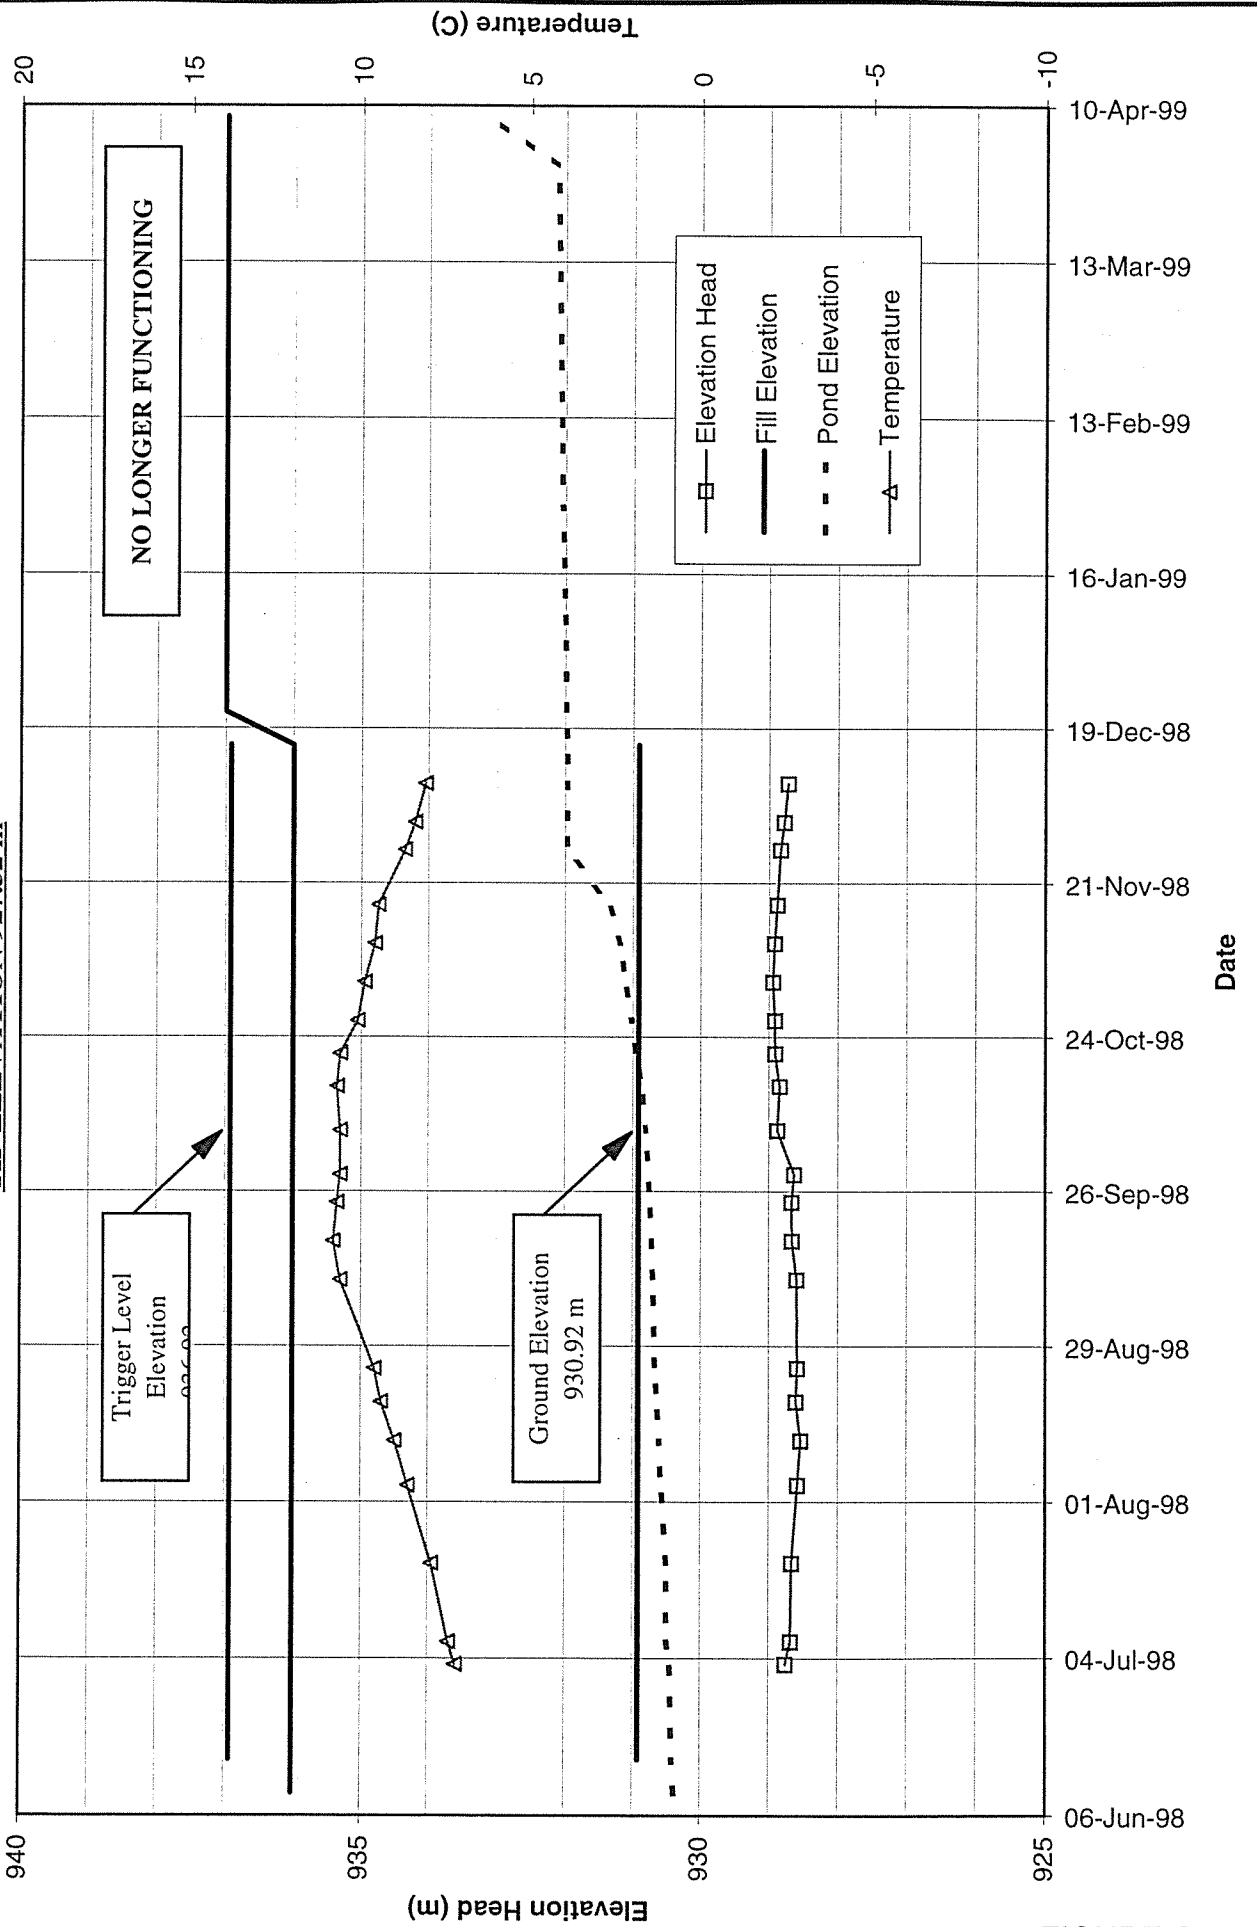 Trigger Level
Elevation
NO LONGER FUNCTIONING
Ground Elevation
930.92 m
Elevation Head
Fill Elevation
Pond Elevation
Temperature
Elevation Head (m)
940
935
930
925
Temperature (C)
20
15
10
5
0
-5
-10
06-Jun-98
04-Jul-98
01-Aug-98
29-Aug-98
26-Sep-98
24-Oct-98
21-Nov-98
19-Dec-98
16-Jan-99
13-Feb-99
13-Mar-99
10-Apr-99
Date